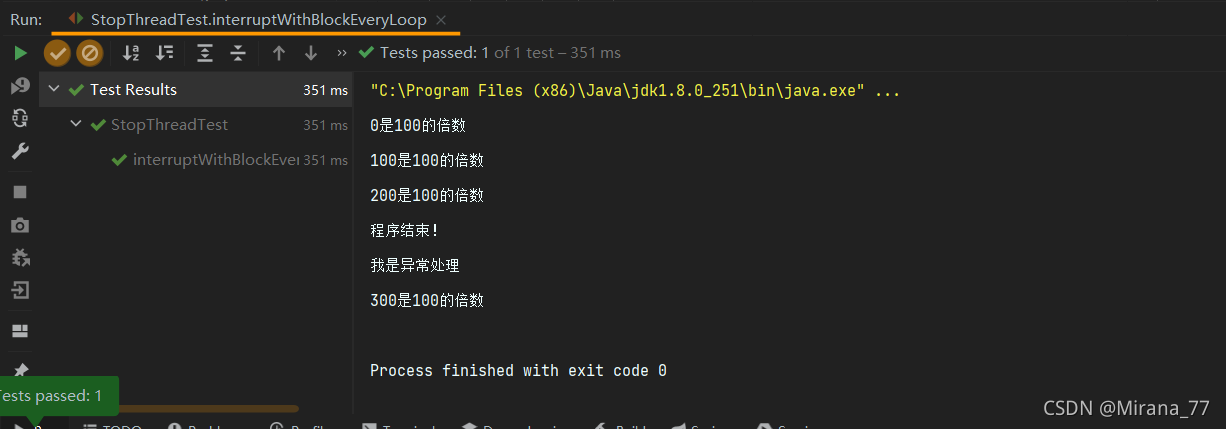 Run: StopThreadTest.interruptWithBlockEveryLoop
Tests passed: 1 of 1 test – 351 ms
Test Results 351 ms
StopThreadTest 351 ms
interruptWithBlockEver 351 ms
"C:\Program Files (x86)\Java\jdk1.8.0_251\bin\java.exe" ...
0是100的倍数
100是100的倍数
200是100的倍数
程序结束!
我是异常处理
300是100的倍数
Process finished with exit code 0
Tests passed: 1
CSDN @Mirana_77